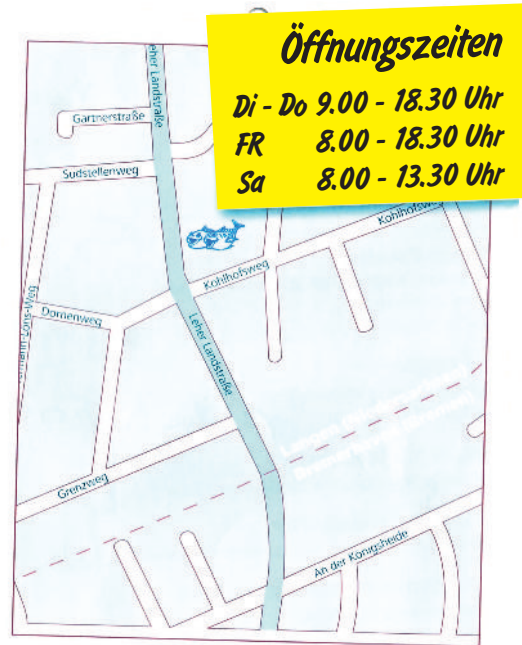 Öffnungszeiten
Di - Do 9.00 - 18.30 Uhr
FR 8.00 - 18.30 Uhr
Sa 8.00 - 13.30 Uhr
Leher Landstraße
Gärtnerstraße
Südstellenweg
Kohlhofsweg
Kohlhofsweg
Dornenweg
Leher Landstraße
Grenzweg
An der Königsheide